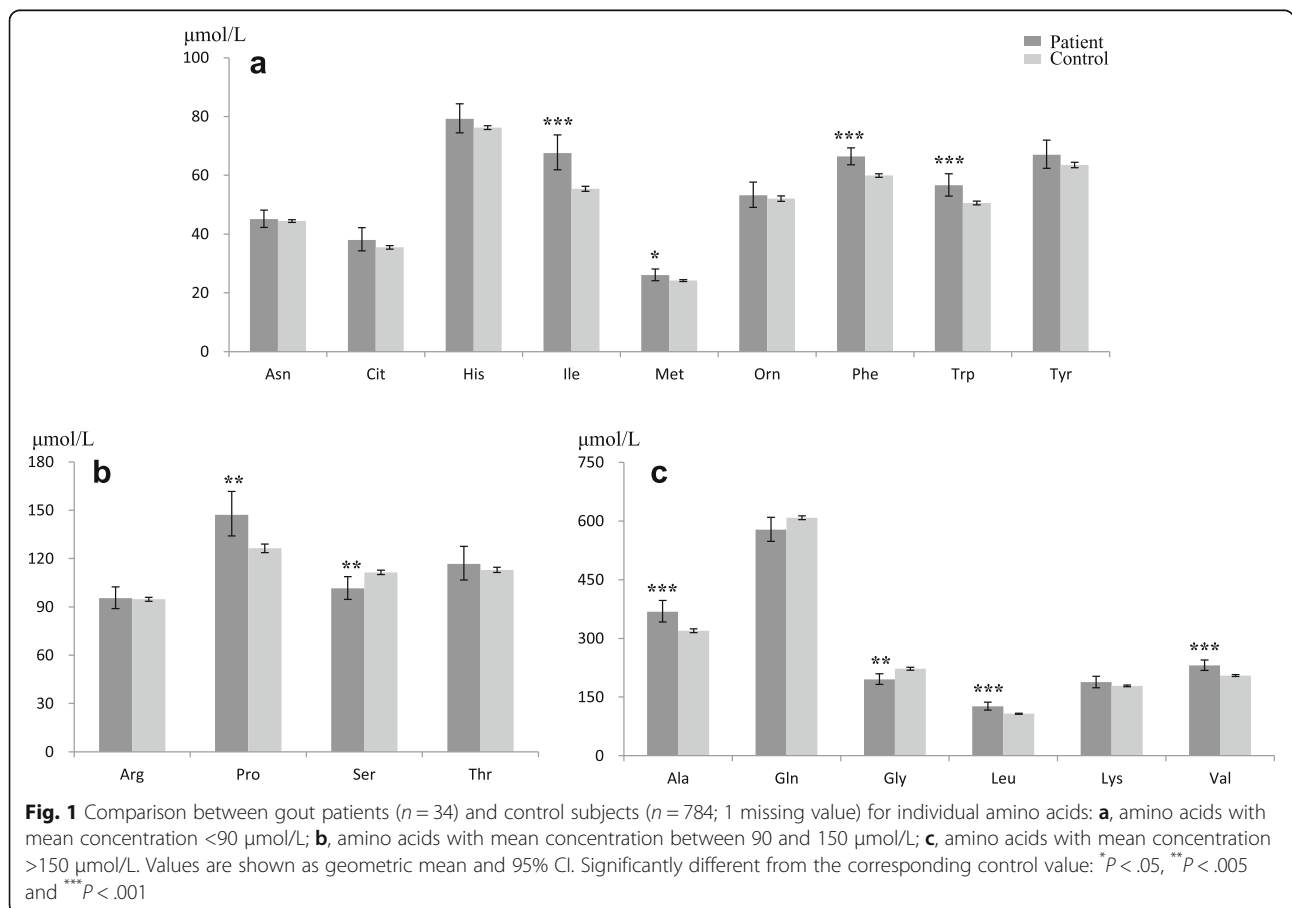 μmol/L
a
Patient
Control
100
80
60
40
20
0
***
*
***
***
Asn Cit His Ile Met Orn Phe Trp Tyr
μmol/L
b
180
150
120
90
60
30
0
**
**
Arg Pro Ser Thr
μmol/L
c
750
600
450
300
150
0
***
**
***
***
Ala Gln Gly Leu Lys Val
Fig. 1 Comparison between gout patients (n = 34) and control subjects (n = 784; 1 missing value) for individual amino acids: a, amino acids with
mean concentration <90 μmol/L; b, amino acids with mean concentration between 90 and 150 μmol/L; c, amino acids with mean concentration
>150 μmol/L. Values are shown as geometric mean and 95% CI. Significantly different from the corresponding control value: *P < .05, **P < .005
and ***P < .001